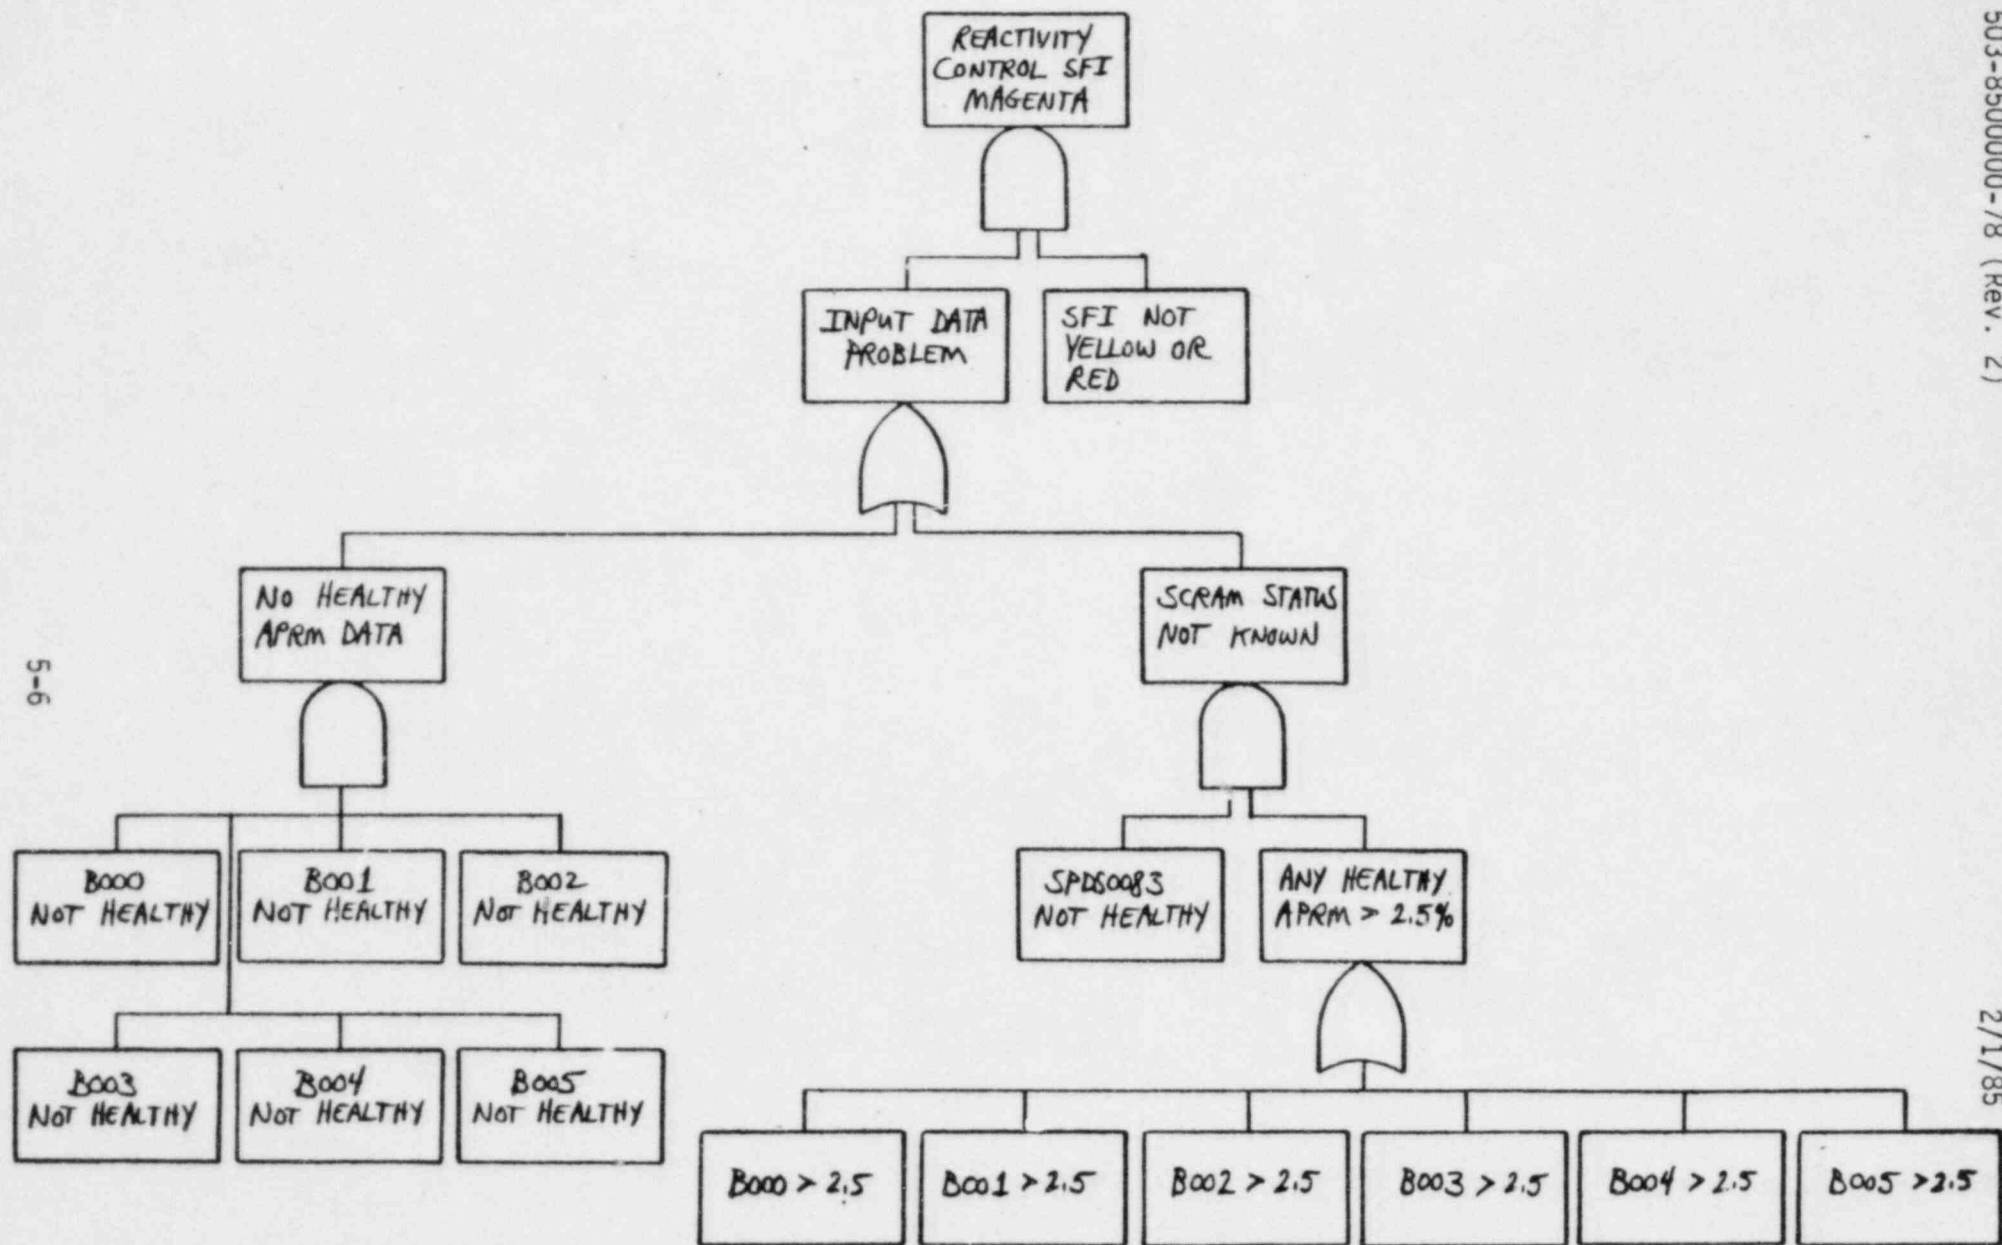 503-8500000-78 (Rev. 2)
REACTIVITY
CONTROL SFI
MAGENTA
INPUT DATA
PROBLEM
SFI NOT
YELLOW OR
RED
NO HEALTHY
APRM DATA
SCRAM STATUS
NOT KNOWN
B000
NOT HEALTHY
B001
NOT HEALTHY
B002
NOT HEALTHY
SPDS0083
NOT HEALTHY
ANY HEALTHY
APRM > 2.5%
B003
NOT HEALTHY
B004
NOT HEALTHY
B005
NOT HEALTHY
B000 > 2.5
B001 > 2.5
B002 > 2.5
B003 > 2.5
B004 > 2.5
B005 > 2.5
5-6
2/1/85